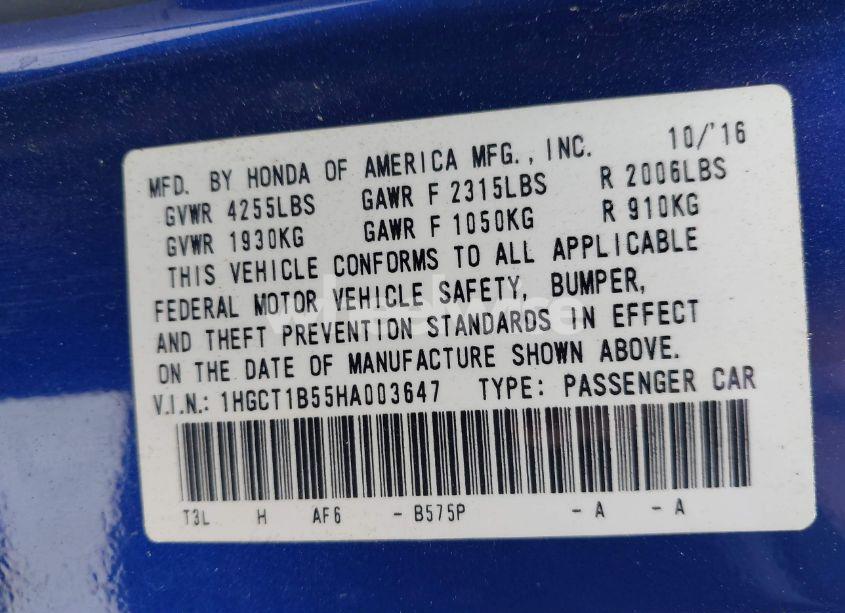 MFD. BY HONDA OF AMERICA MFG., INC. 10/'16
GVWR 4255LBS GAWR F 2315LBS R 2006LBS
GVWR 1930KG GAWR F 1050KG R 910KG
THIS VEHICLE CONFORMS TO ALL APPLICABLE
FEDERAL MOTOR VEHICLE SAFETY, BUMPER,
AND THEFT PREVENTION STANDARDS IN EFFECT
ON THE DATE OF MANUFACTURE SHOWN ABOVE.
V.I.N.: 1HGCT1B55HA003647 TYPE: PASSENGER CAR
T3L H AF6 - B575P - A - A